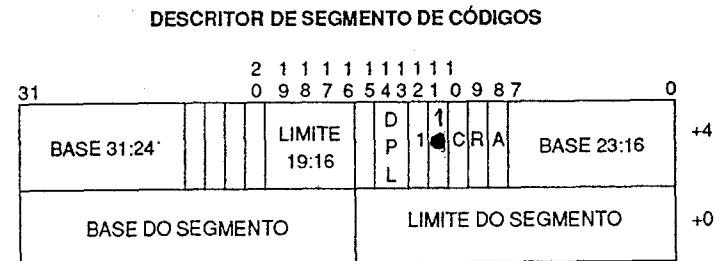 DESCRITOR DE SEGMENTO DE CÓDIGOS
2 1 1 1 1 1 1 1 1 1 1
31 0 9 8 7 6 5 4 3 2 1 0 9 8 7 0
BASE 31:24 LIMITE 19:16 DPL 1 1 C R A BASE 23:16 +4
BASE DO SEGMENTO LIMITE DO SEGMENTO +0